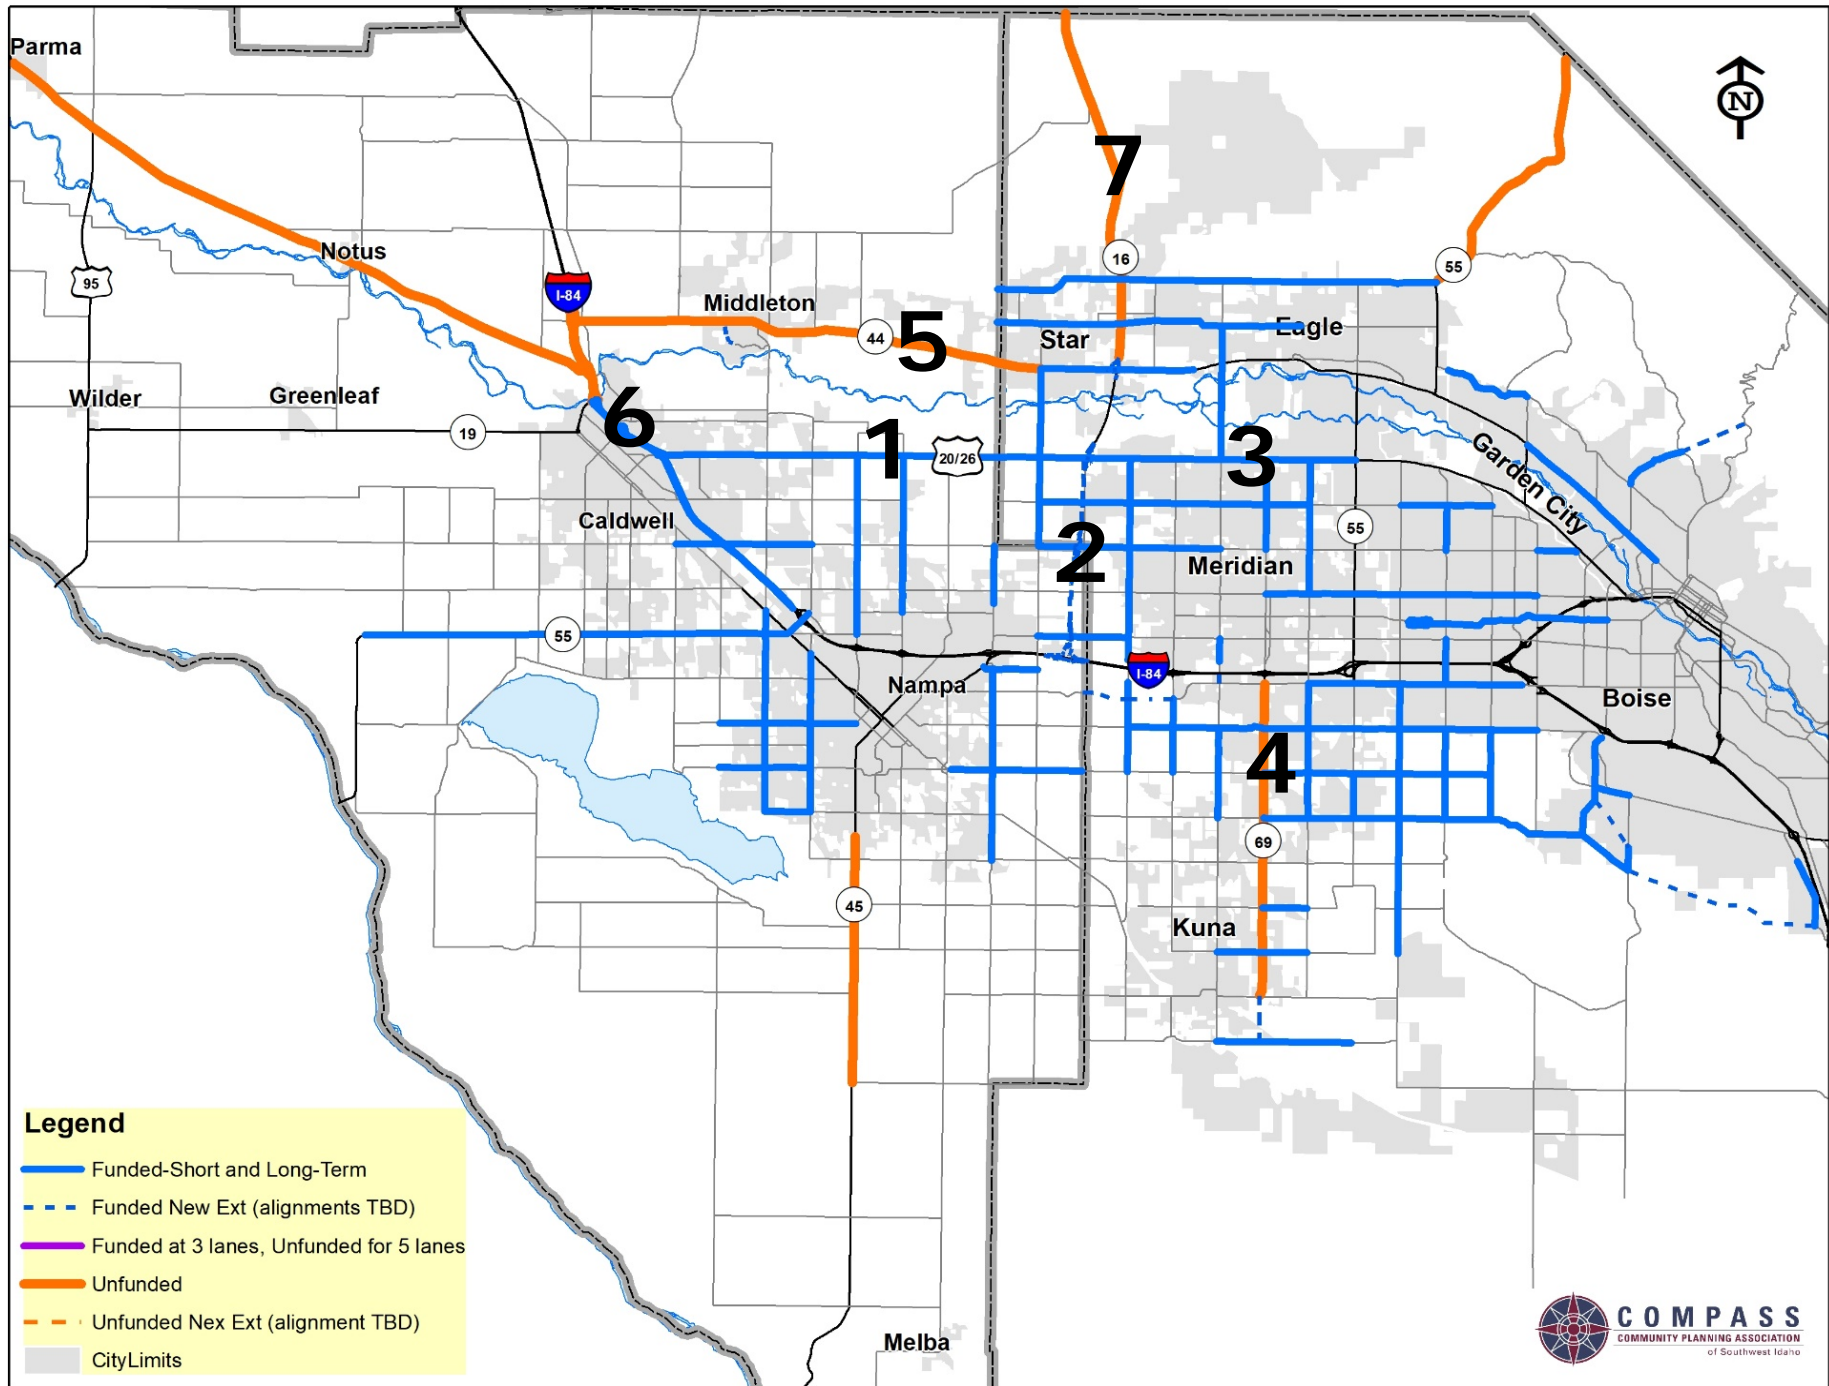 Parma
N
7
Notus
95
16
55
I-84
Middleton
44
5
Star
Eagle
Wilder
Greenleaf
19
6
1
20/26
3
Garden City
Caldwell
2
55
Meridian
55
I-84
Nampa
Boise
4
69
45
Kuna
Legend
Funded-Short and Long-Term
Funded New Ext (alignments TBD)
Funded at 3 lanes, Unfunded for 5 lanes
Unfunded
Unfunded Nex Ext (alignment TBD)
CityLimits
Melba
COMPASS
COMMUNITY PLANNING ASSOCIATION
of Southwest Idaho